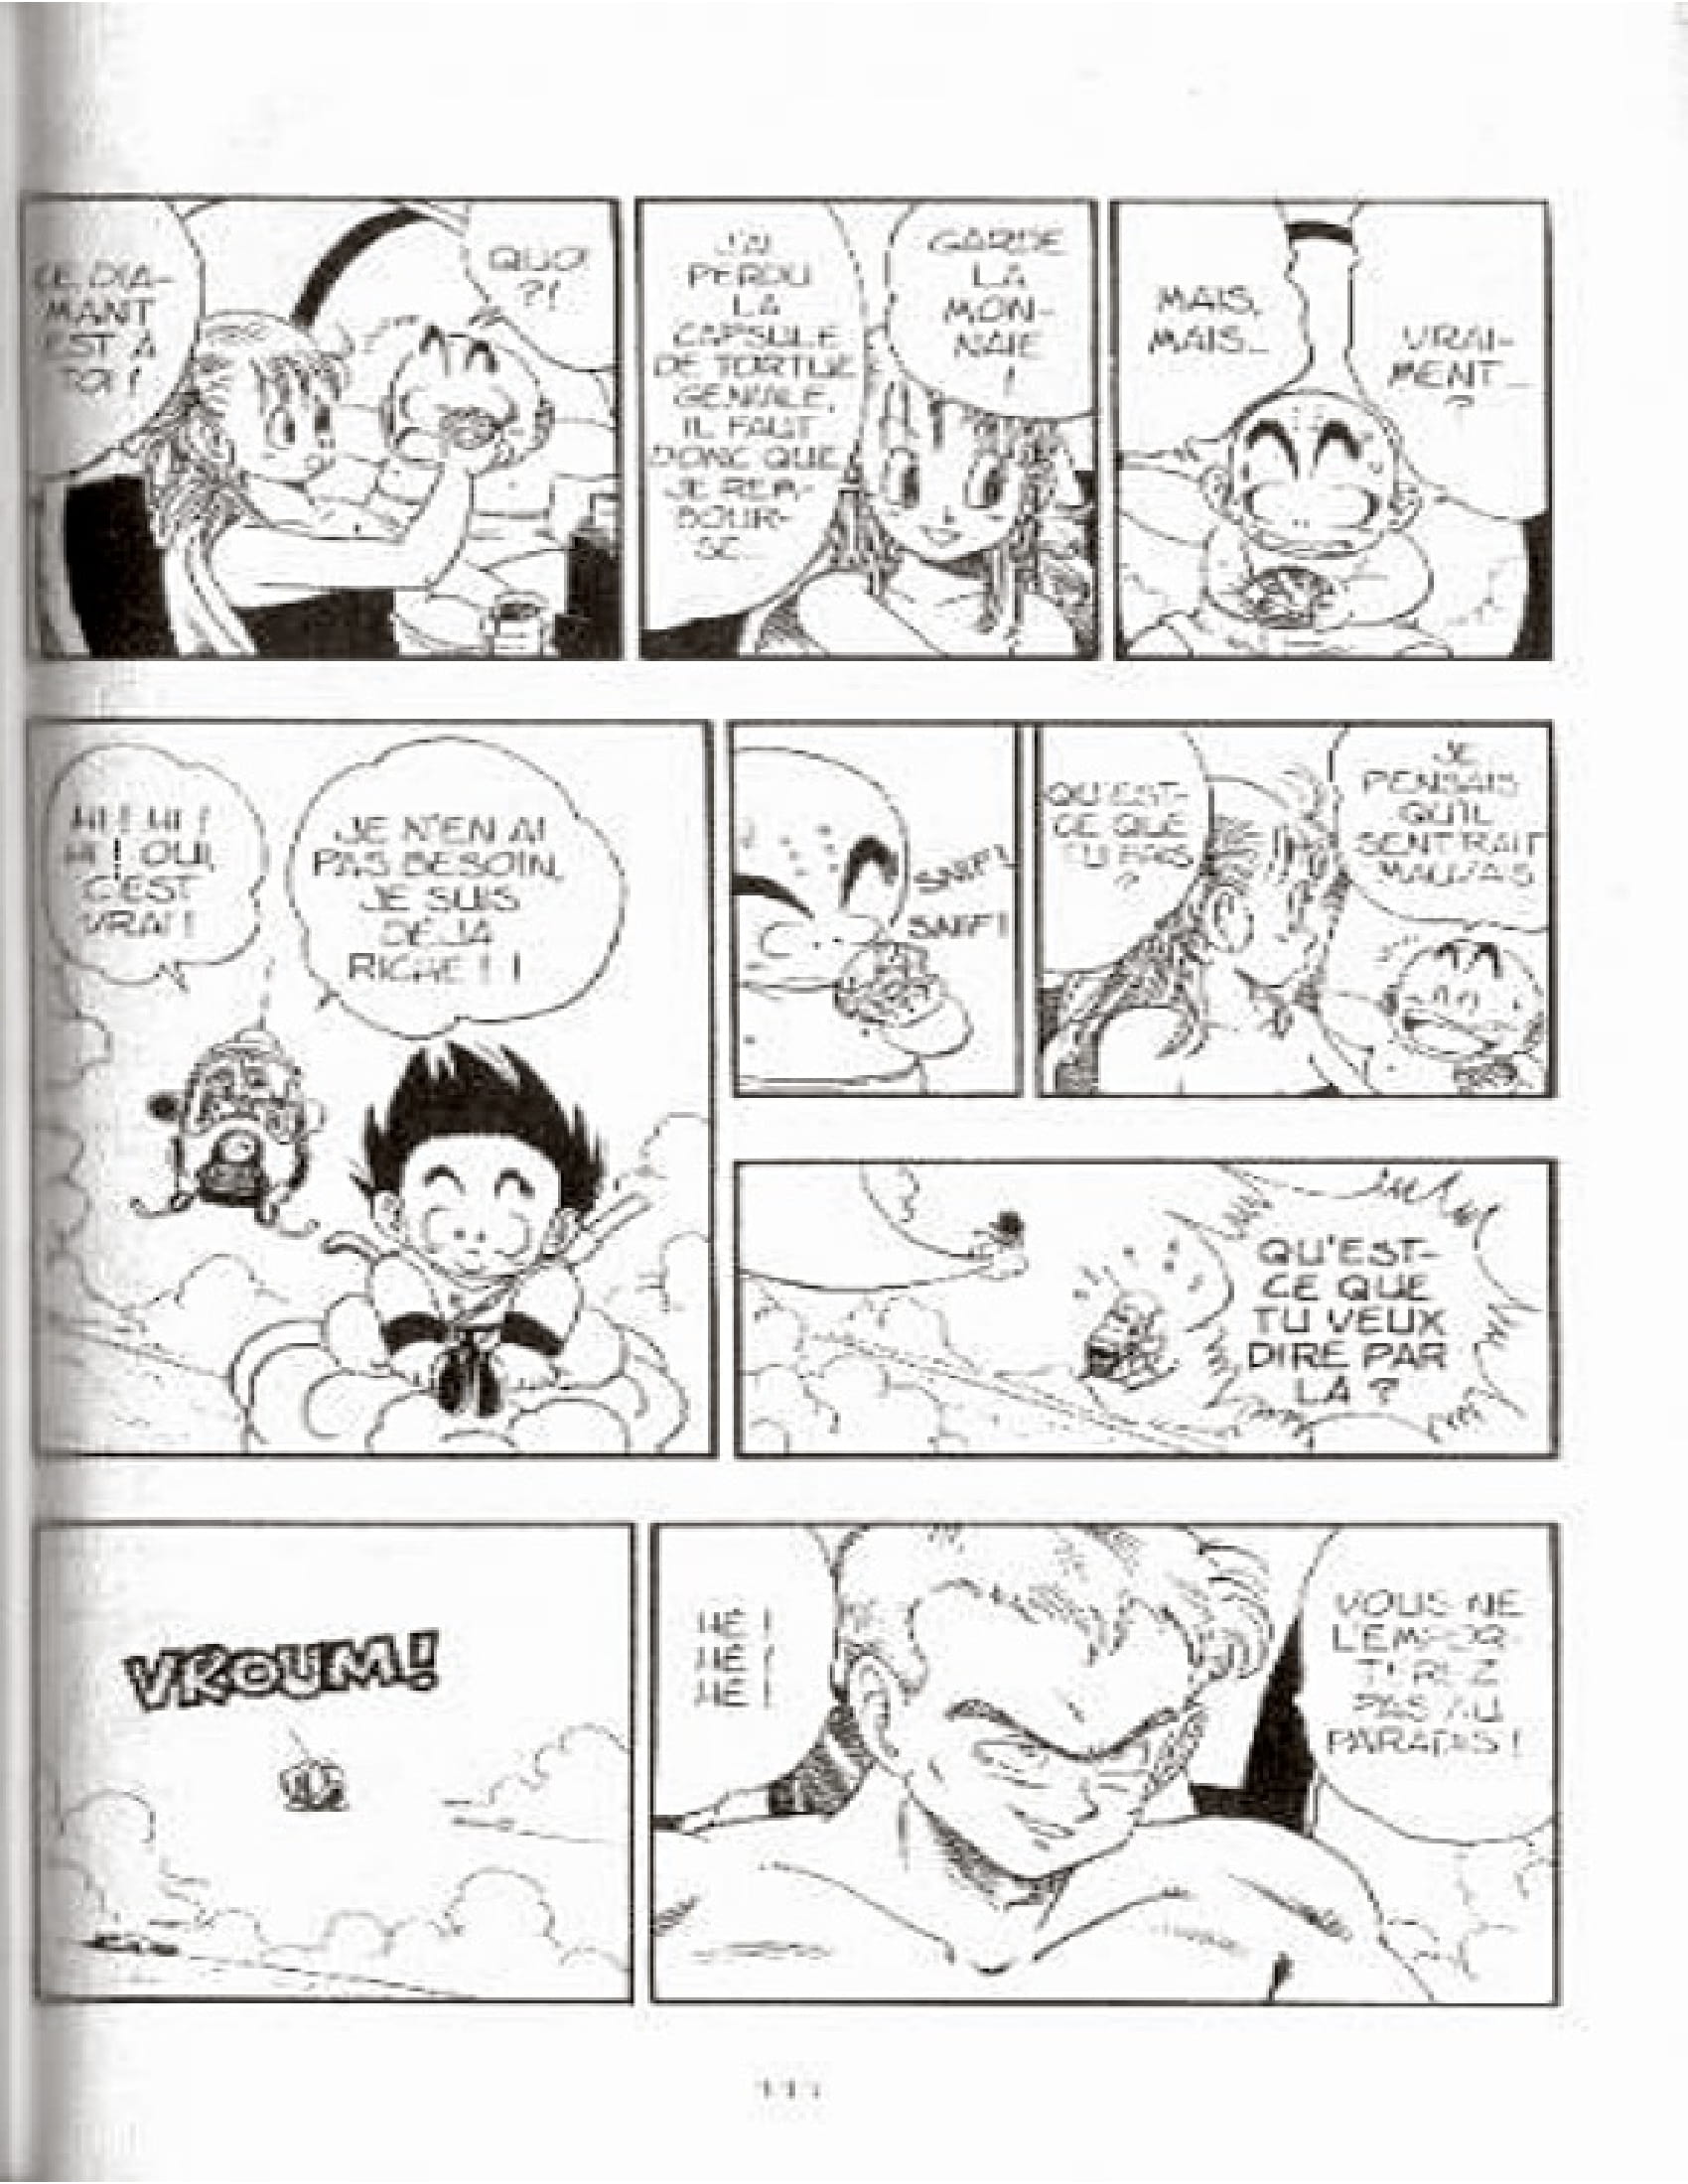 CE DIA-
MANT
EST À
TOI !
QUOI
?!
J'AI
PERDU
LA
CAPSULE
DE TORTUE
GÉNIALE,
IL FAUT
DONC QUE
JE REM-
BOUR-
SE...
GARDE
LA
MON-
NAIE
!
MAIS,
MAIS...
VRAI-
MENT...
?
HI ! HI !
HI ! OUI,
C'EST
VRAI !
JE N'EN AI
PAS BESOIN,
JE SUIS
DÉJÀ
RICHE ! !
SNIF !
SNIF !
QU'EST-
CE QUE
TU FAIS
?
JE
PENSAIS
QU'IL
SENTIRAIT
MAUVAIS
QU'EST-
CE QUE
TU VEUX
DIRE PAR
LÀ ?
VROUM!
HÉ !
HÉ !
HÉ !
VOUS NE
L'EMPOR-
TEREZ
PAS AU
PARADIS !